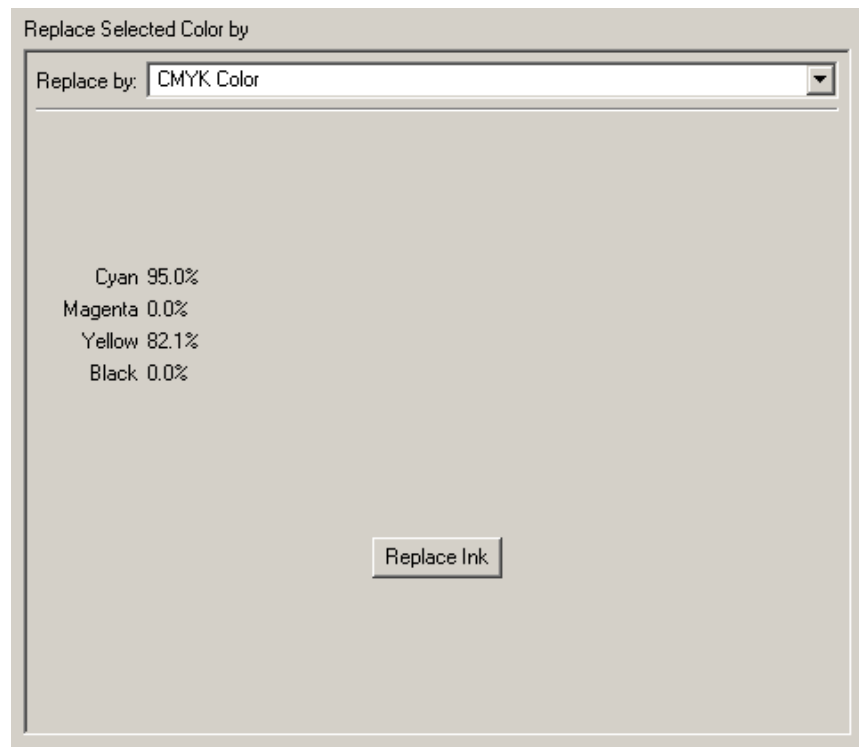 Replace Selected Color by
Replace by: CMYK Color
Cyan 95.0%
Magenta 0.0%
Yellow 82.1%
Black 0.0%
Replace Ink